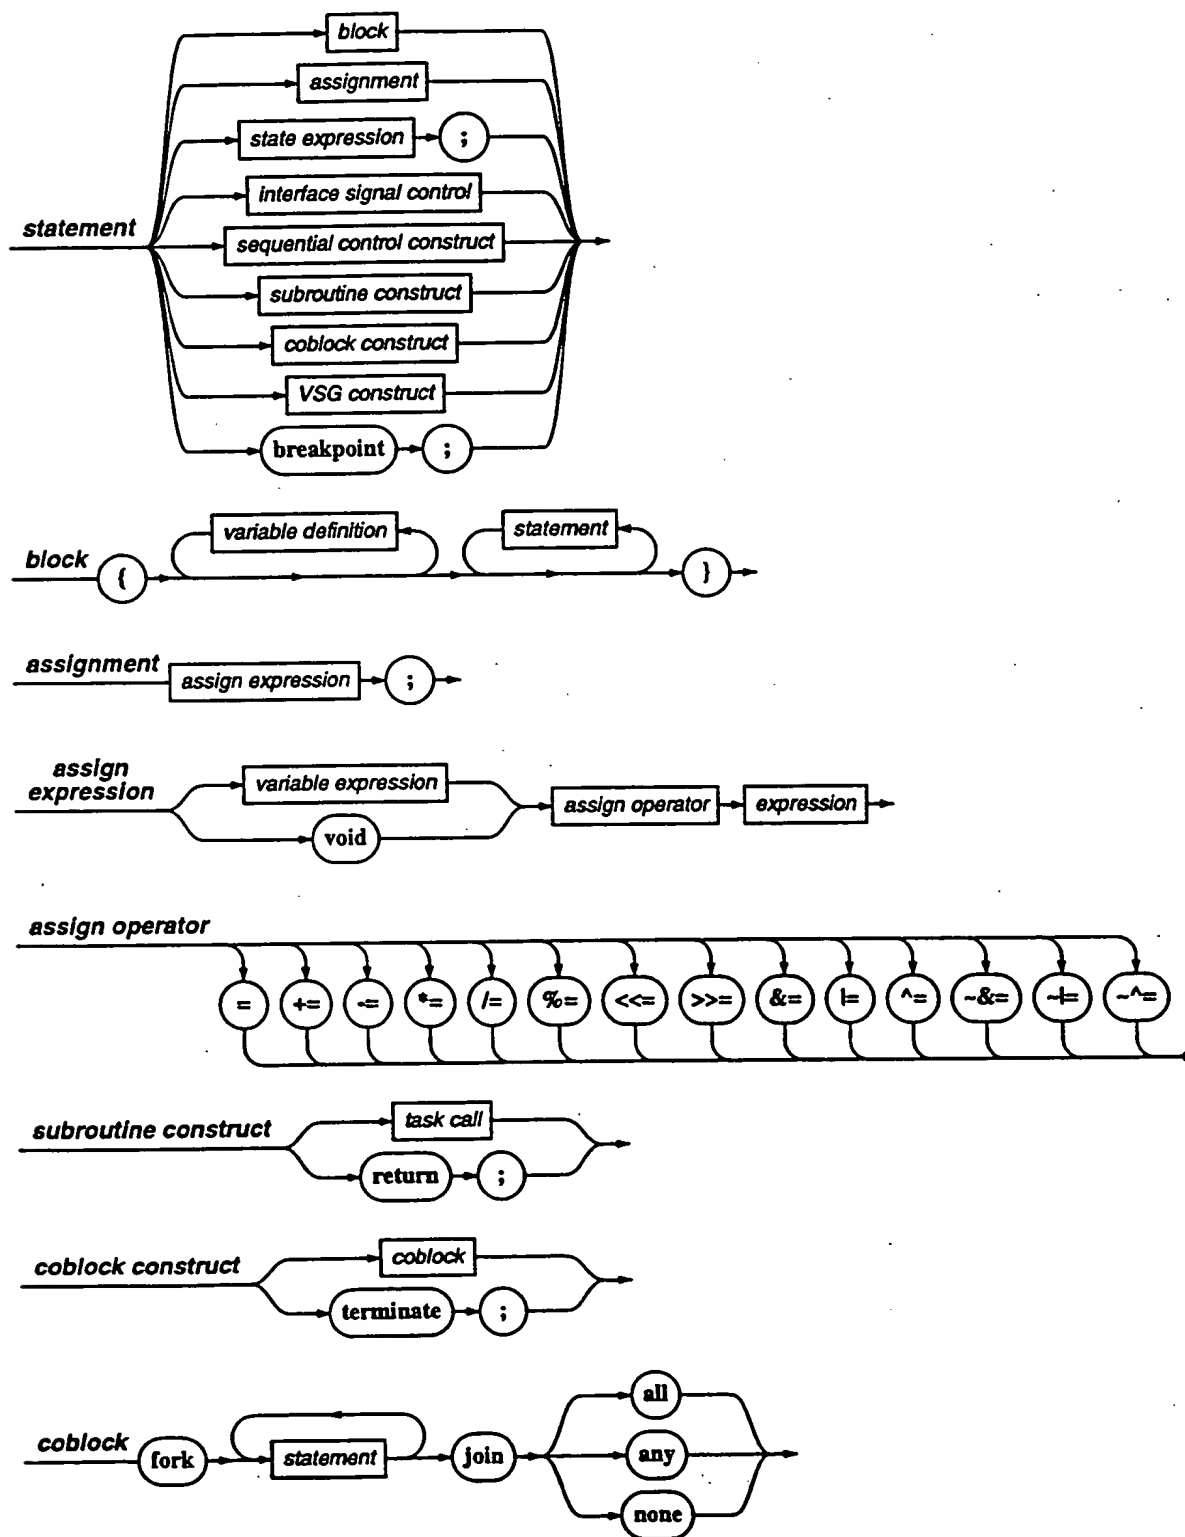 block
assignment
state expression ;
interface signal control
statement
sequential control construct
subroutine construct
coblock construct
VSG construct
breakpoint ;
variable definition statement
block { }
assignment assign expression ;
assign expression
variable expression
assign operator expression
void
assign operator
= += -= *= /= %= <<= >>= &= |= ^= ~&= ~|= ~^=
subroutine construct
task call
return ;
coblock construct
coblock
terminate ;
all
coblock fork statement join any
none